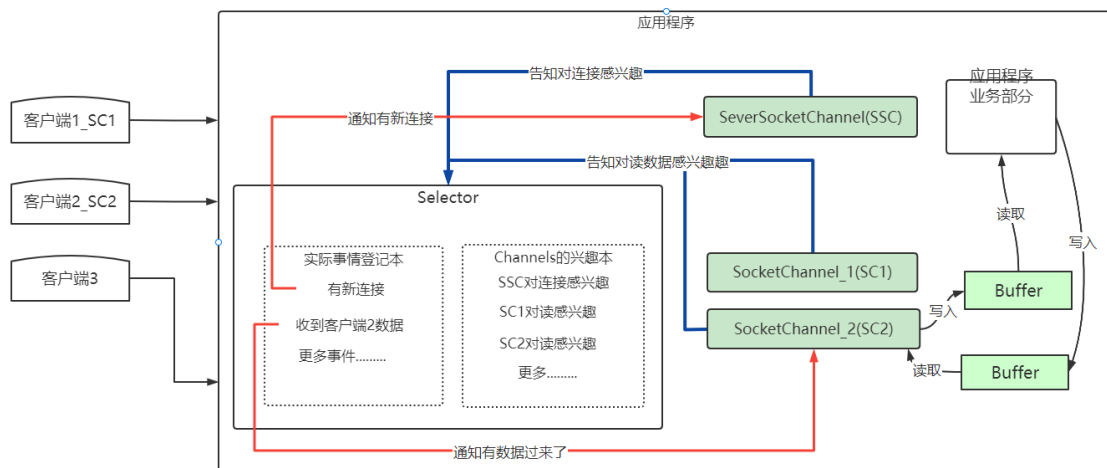 应用程序
告知对连接感兴趣
客户端1_SC1
通知有新连接
SeverSocketChannel(SSC)
应用程序
业务部分
告知对读数据感兴趣趣
客户端2_SC2
Selector
读取
写入
实际事情登记本
有新连接
收到客户端2数据
更多事件.........
Channels的兴趣本
SSC对连接感兴趣
SC1对读感兴趣
SC2对读感兴趣
更多.........
客户端3
SocketChannel_1(SC1)
SocketChannel_2(SC2)
写入
Buffer
读取
Buffer
通知有数据过来了